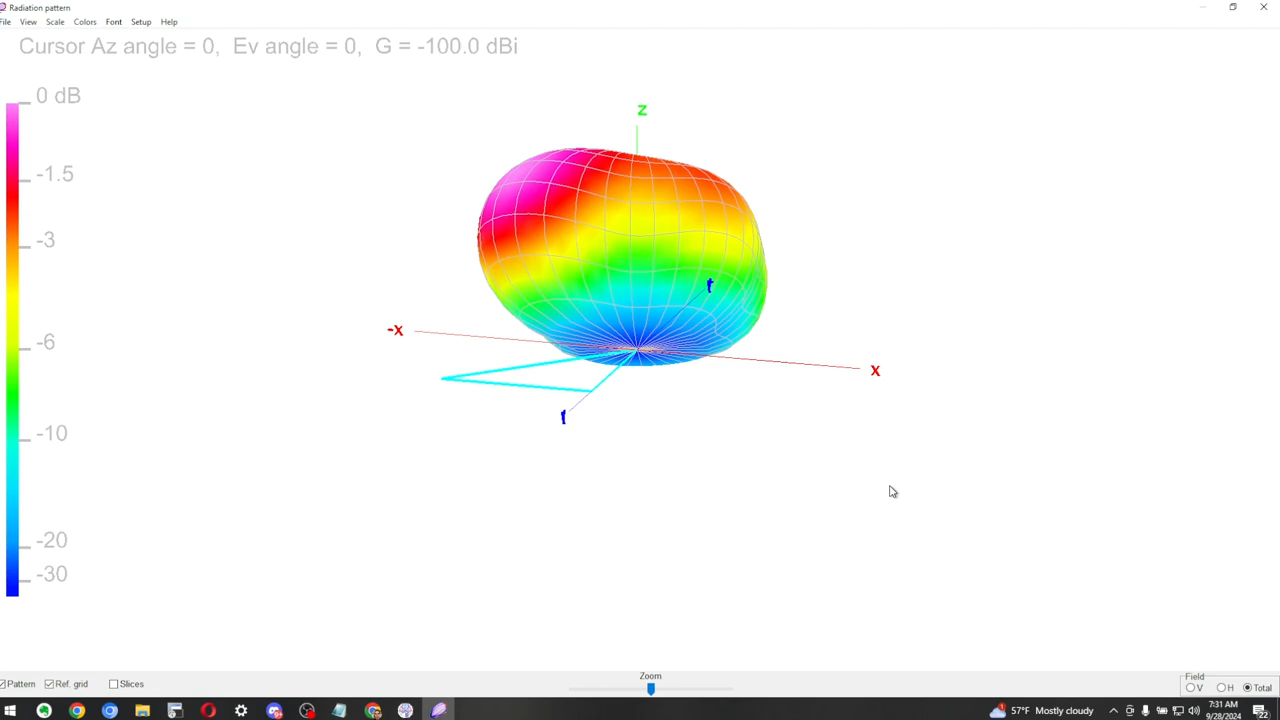 Radiation pattern
File View Scale Colors Font Setup Help
Cursor Az angle = 0, Ev angle = 0, G = -100.0 dBi
0 dB
-1.5
-3
-6
-10
-20
-30
Z
-X
X
Pattern Ref. grid Slices
Zoom
Field
V H Total
57°F Mostly cloudy
7:31 AM
9/28/2024
22